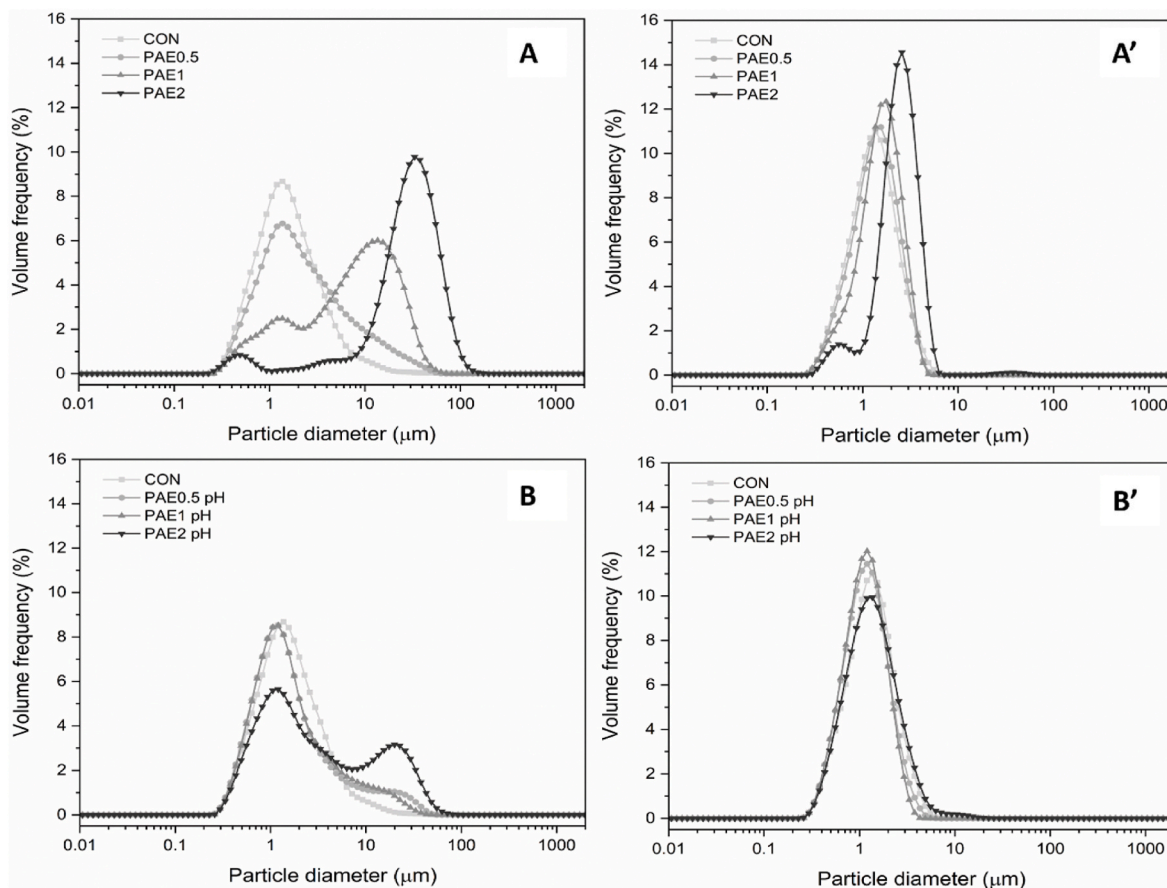 CON
PAE0.5
PAE1
PAE2
A
Volume frequency (%)
16
14
12
10
8
6
4
2
0
0.01 0.1 1 10 100 1000
Particle diameter (μm)
CON
PAE0.5
PAE1
PAE2
A’
Volume frequency (%)
16
14
12
10
8
6
4
2
0
0.01 0.1 1 10 100 1000
Particle diameter (μm)
CON
PAE0.5 pH
PAE1 pH
PAE2 pH
B
Volume frequency (%)
16
14
12
10
8
6
4
2
0
0.01 0.1 1 10 100 1000
Particle diameter (μm)
CON
PAE0.5 pH
PAE1 pH
PAE2 pH
B’
Volume frequency (%)
16
14
12
10
8
6
4
2
0
0.01 0.1 1 10 100 1000
Particle diameter (μm)